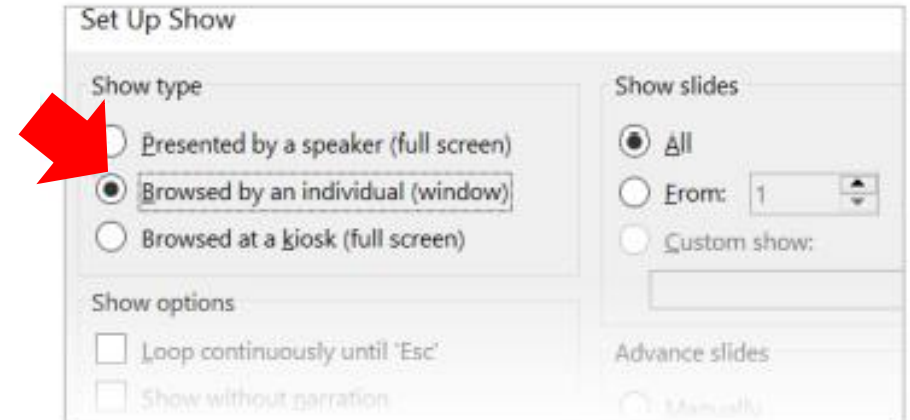 Set Up Show
Show type
Presented by a speaker (full screen)
Browsed by an individual (window)
Browsed at a kiosk (full screen)
Show options
Loop continuously until 'Esc'
Show without narration
Show slides
All
From: 1
Custom show:
Advance slides
Manually